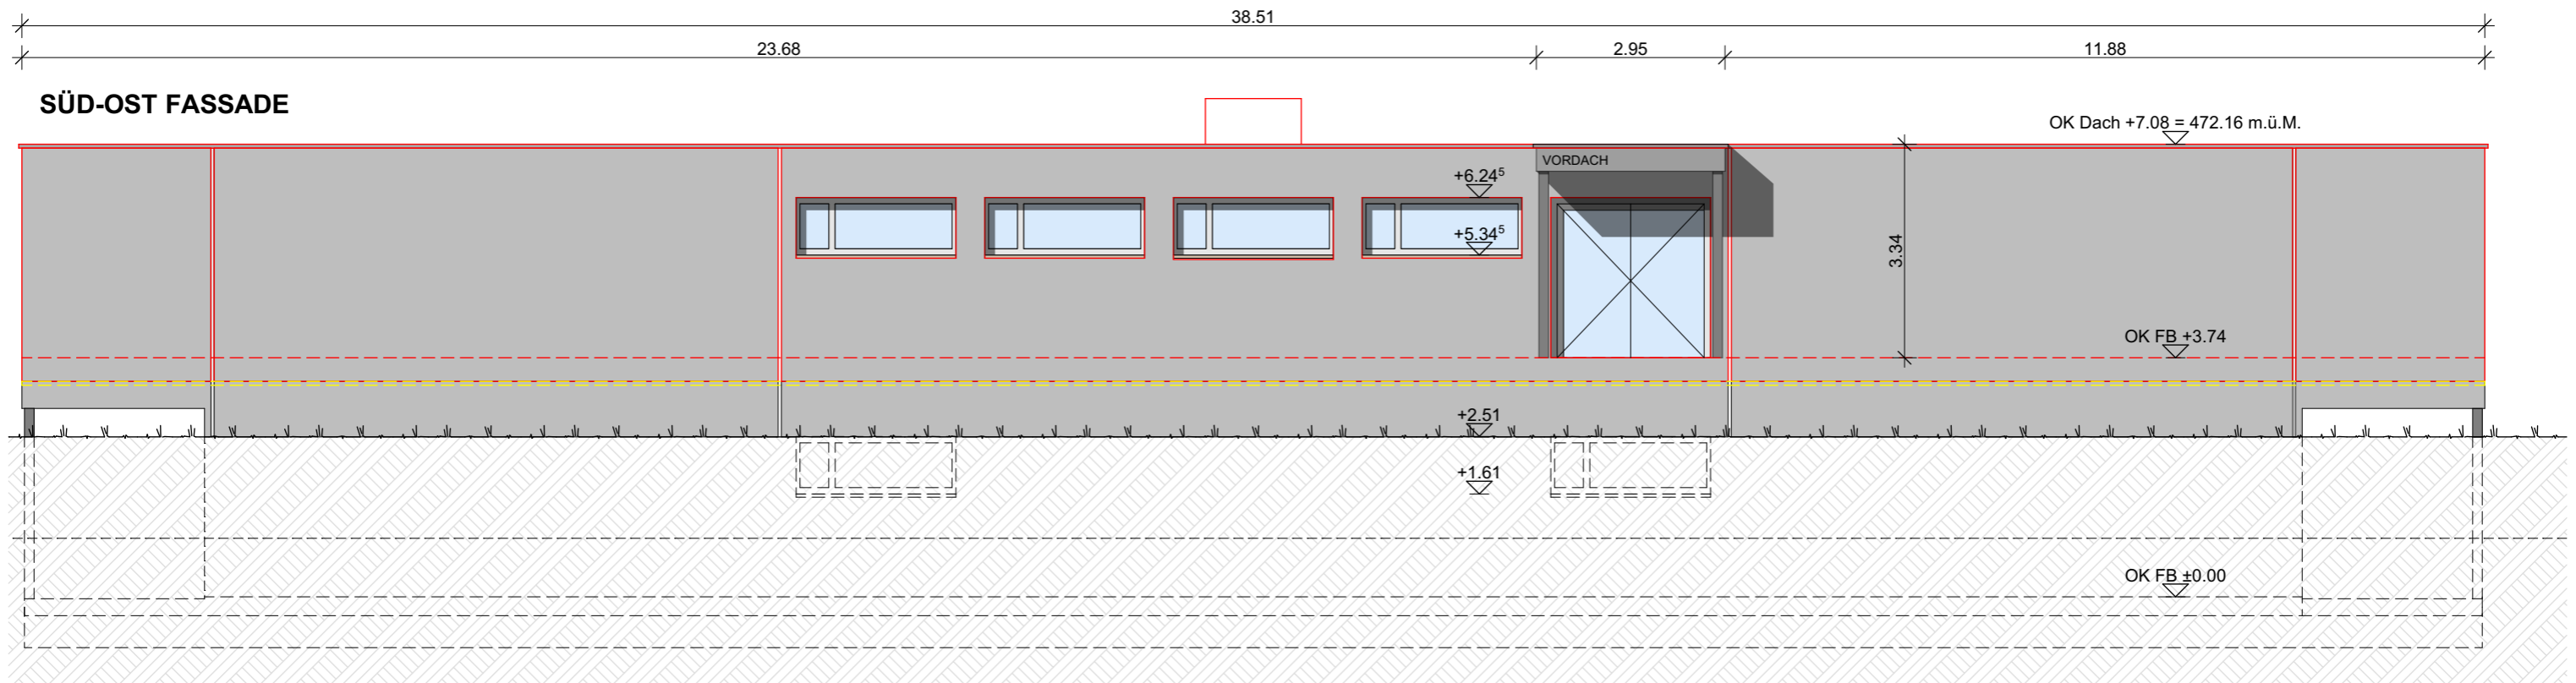 38.51
23.68 2.95 11.88
SÜD-OST FASSADE
OK Dach +7.08 = 472.16 m.ü.M.
VORDACH
+6.24⁵
+5.34⁵
3.34
OK FB +3.74
+2.51
+1.61
OK FB ±0.00